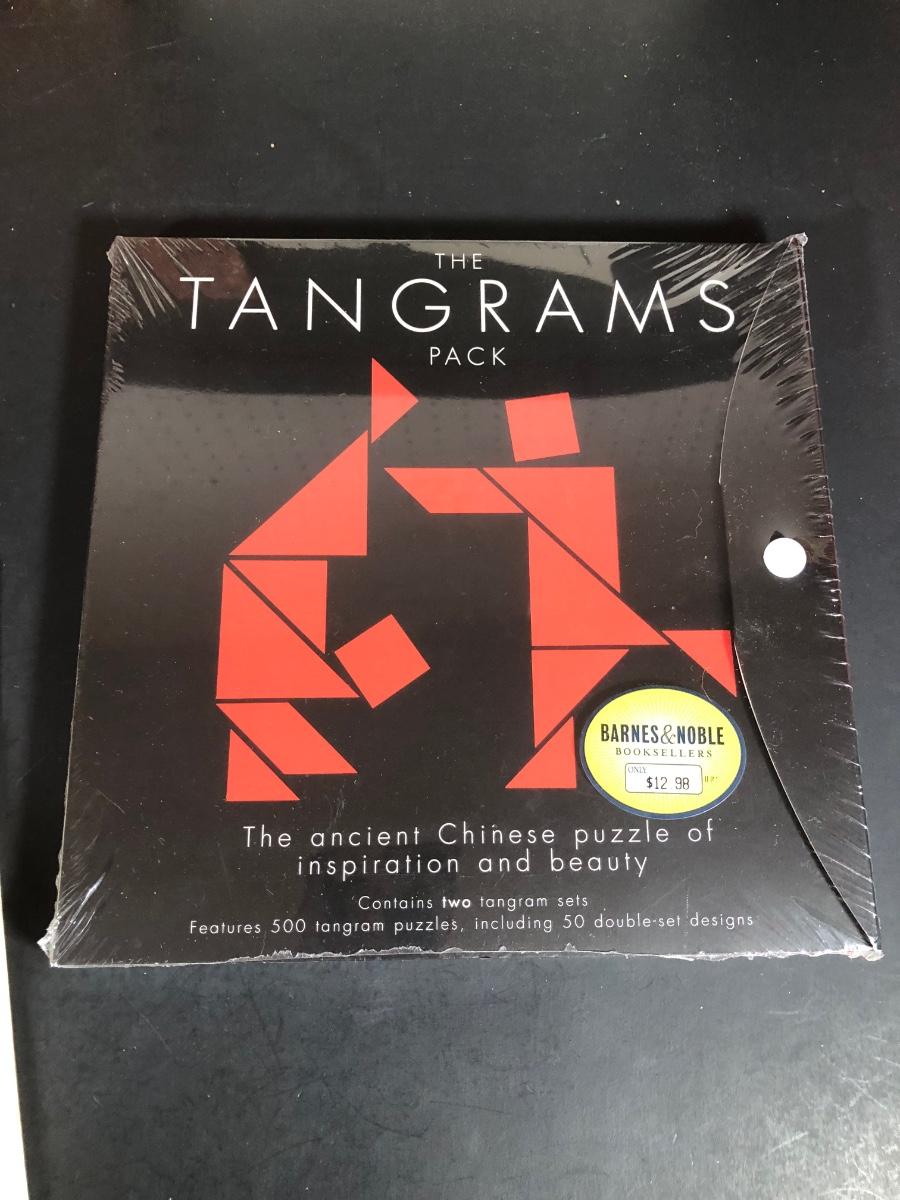 THE
TANGRAMS
PACK
BARNES&NOBLE
BOOKSELLERS
ONLY
$12.98
The ancient Chinese puzzle of
inspiration and beauty
Contains two tangram sets
Features 500 tangram puzzles, including 50 double-set designs